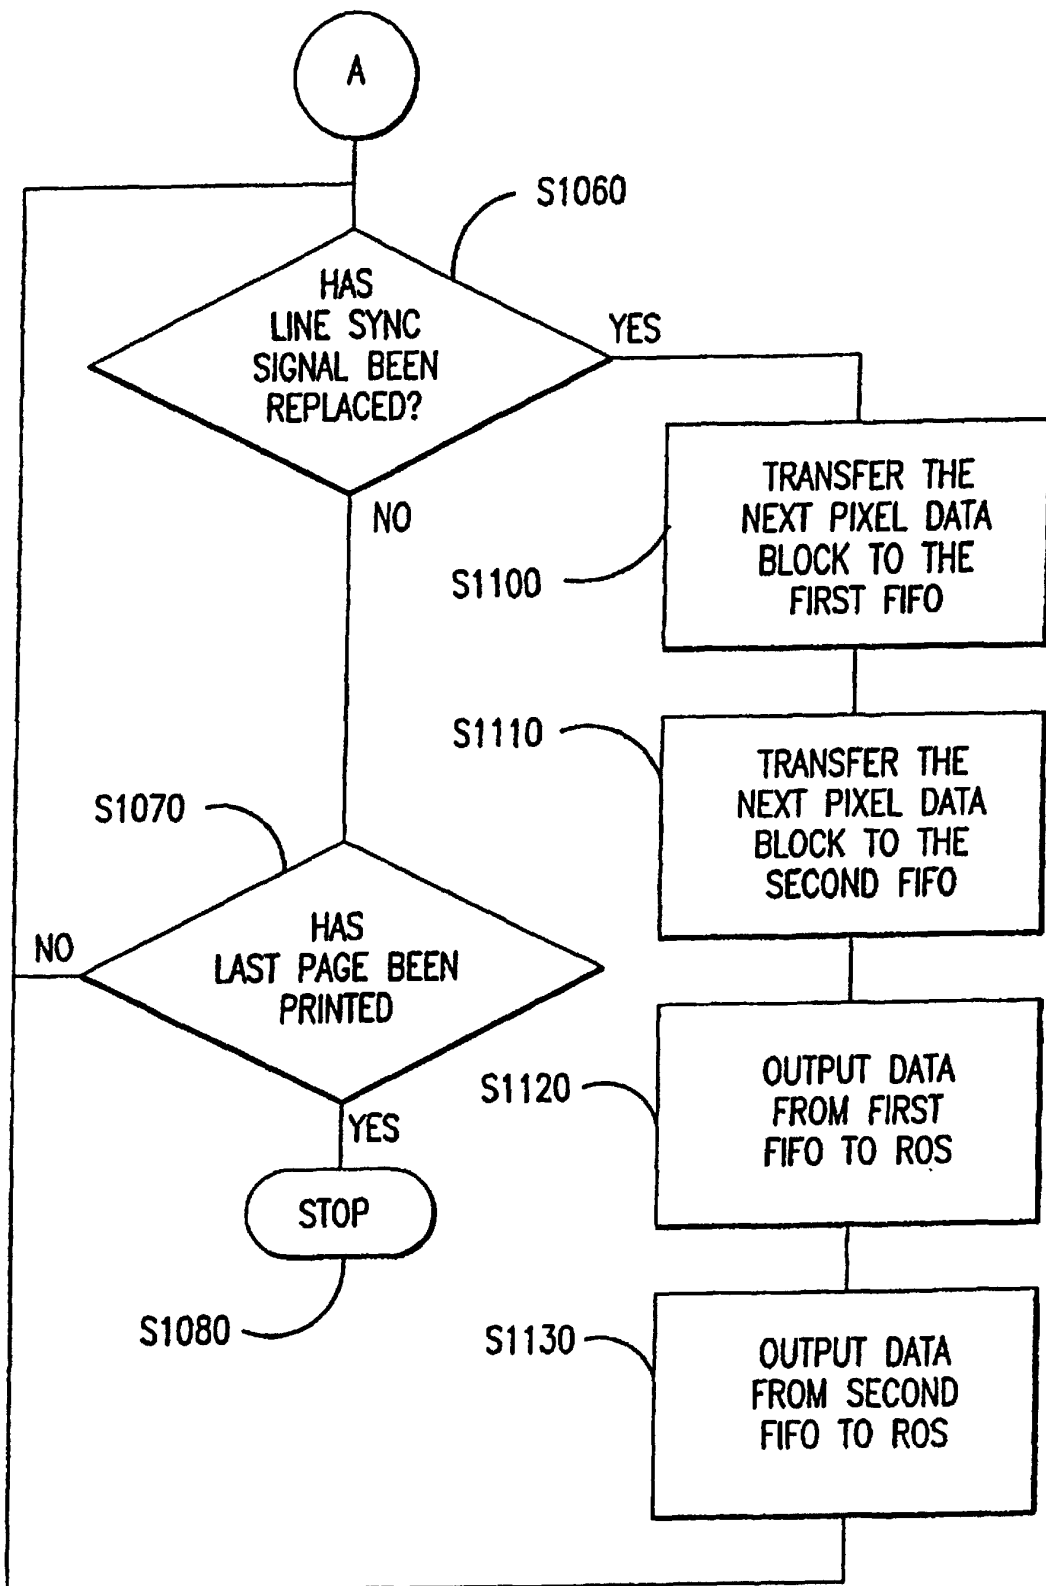 A
S1060
HAS
LINE SYNC
SIGNAL BEEN
REPLACED?
YES
NO
S1100
TRANSFER THE
NEXT PIXEL DATA
BLOCK TO THE
FIRST FIFO
S1110
TRANSFER THE
NEXT PIXEL DATA
BLOCK TO THE
SECOND FIFO
S1070
HAS
LAST PAGE BEEN
PRINTED
NO
YES
S1120
OUTPUT DATA
FROM FIRST
FIFO TO ROS
STOP
S1080
S1130
OUTPUT DATA
FROM SECOND
FIFO TO ROS